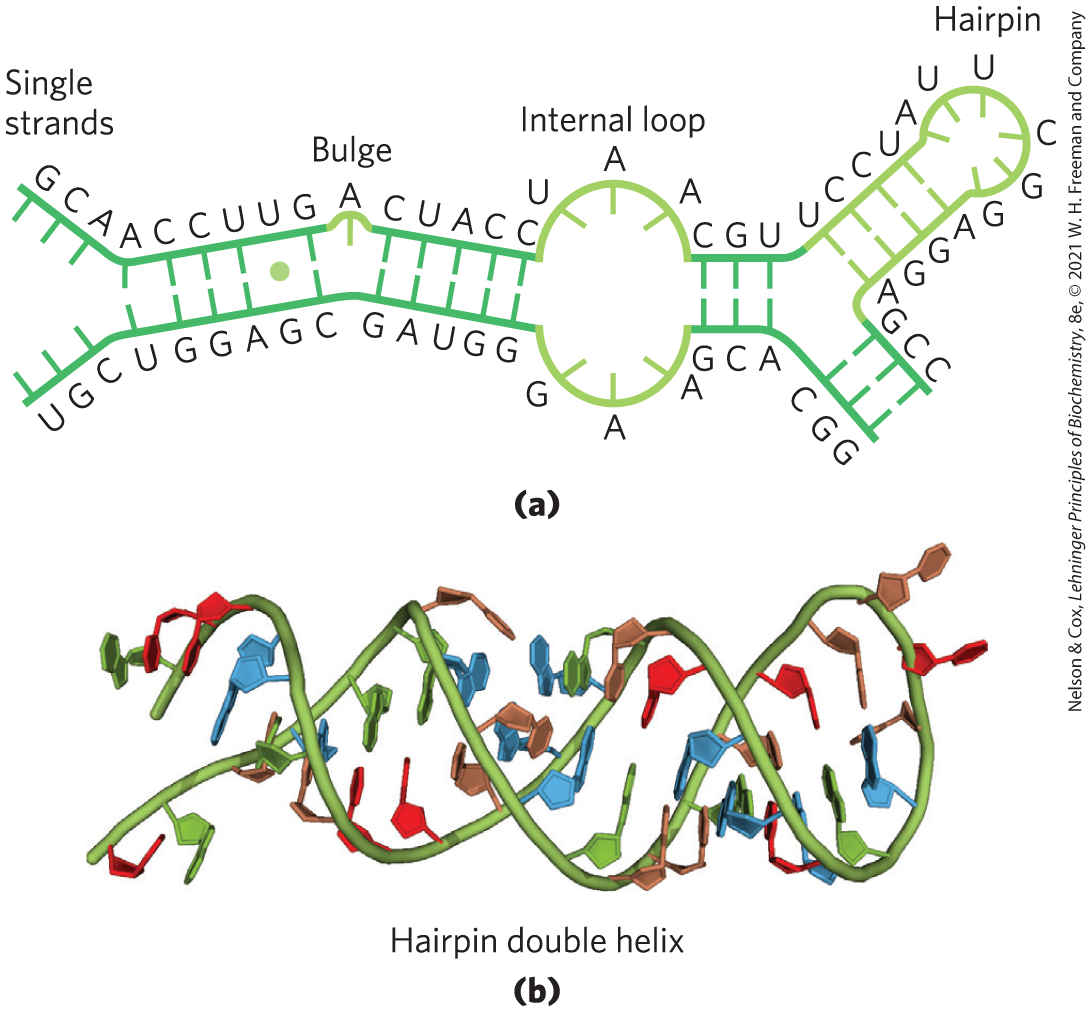 Hairpin
Single
strands
Bulge
Internal loop
G C A A C C U U G A C U A C C U A A C G U U C C U A U U C G G A G G A G C C
U G C U G G A G C G A U G G G A A G C A C G G
(a)
Hairpin double helix
(b)
Nelson & Cox, Lehninger Principles of Biochemistry, 8e, © 2021 W. H. Freeman and Company